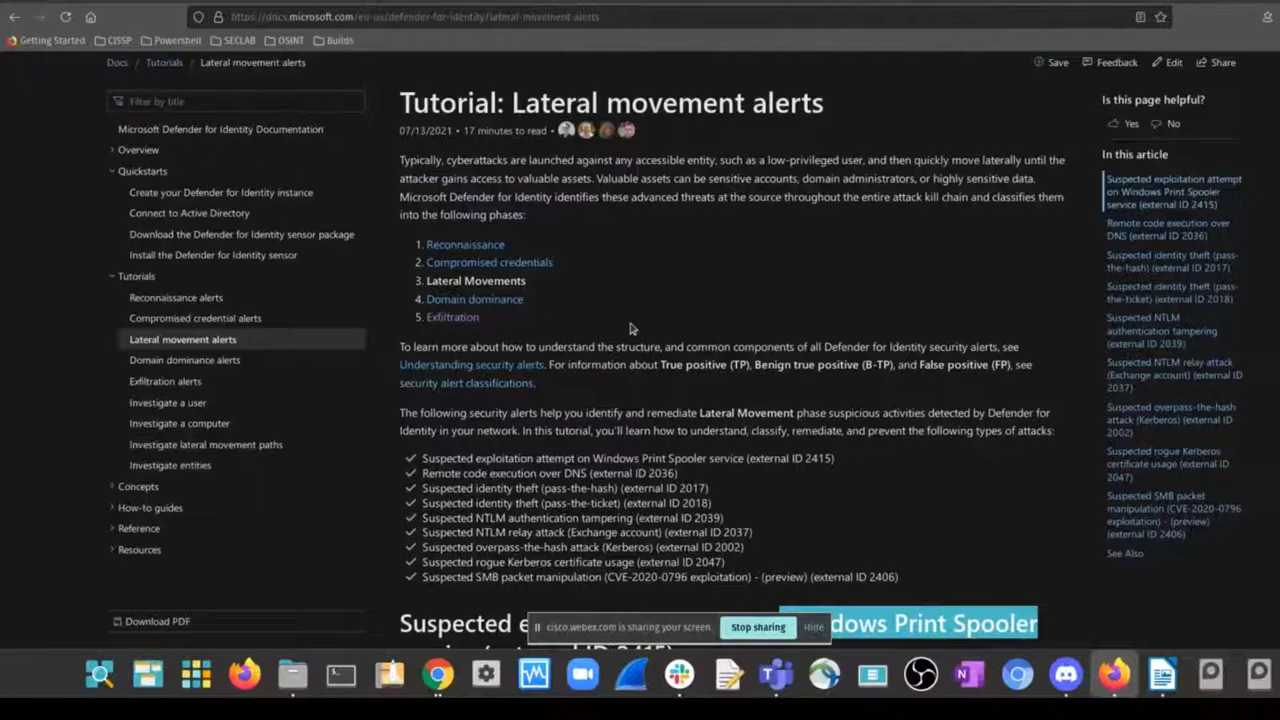 https://docs.microsoft.com/en-us/defender-for-identity/lateral-movement-alerts
Getting Started
CISSP
Powershell
SECLAB
OSINT
Builds
Docs / Tutorials / Lateral movement alerts
Save
Feedback
Edit
Share
Filter by title
Microsoft Defender for Identity Documentation
Overview
Quickstarts
Create your Defender for Identity instance
Connect to Active Directory
Download the Defender for Identity sensor package
Install the Defender for Identity sensor
Tutorials
Reconnaissance alerts
Compromised credential alerts
Lateral movement alerts
Domain dominance alerts
Exfiltration alerts
Investigate a user
Investigate a computer
Investigate lateral movement paths
Investigate entities
Concepts
How-to guides
Reference
Resources
Download PDF
Tutorial: Lateral movement alerts
07/13/2021 • 17 minutes to read •
Typically, cyberattacks are launched against any accessible entity, such as a low-privileged user, and then quickly move laterally until the
attacker gains access to valuable assets. Valuable assets can be sensitive accounts, domain administrators, or highly sensitive data.
Microsoft Defender for Identity identifies these advanced threats at the source throughout the entire attack kill chain and classifies them
into the following phases:
1. Reconnaissance
2. Compromised credentials
3. Lateral Movements
4. Domain dominance
5. Exfiltration
To learn more about how to understand the structure, and common components of all Defender for Identity security alerts, see
Understanding security alerts. For information about True positive (TP), Benign true positive (B-TP), and False positive (FP), see
security alert classifications.
The following security alerts help you identify and remediate Lateral Movement phase suspicious activities detected by Defender for
Identity in your network. In this tutorial, you'll learn how to understand, classify, remediate, and prevent the following types of attacks:
Suspected exploitation attempt on Windows Print Spooler service (external ID 2415)
Remote code execution over DNS (external ID 2036)
Suspected identity theft (pass-the-hash) (external ID 2017)
Suspected identity theft (pass-the-ticket) (external ID 2018)
Suspected NTLM authentication tampering (external ID 2039)
Suspected NTLM relay attack (Exchange account) (external ID 2037)
Suspected overpass-the-hash attack (Kerberos) (external ID 2002)
Suspected rogue Kerberos certificate usage (external ID 2047)
Suspected SMB packet manipulation (CVE-2020-0796 exploitation) - (preview) (external ID 2406)
Suspected e dows Print Spooler
cisco.webex.com is sharing your screen.
Stop sharing
Hide
Is this page helpful?
Yes
No
In this article
Suspected exploitation attempt
on Windows Print Spooler
service (external ID 2415)
Remote code execution over
DNS (external ID 2036)
Suspected identity theft (pass-
the-hash) (external ID 2017)
Suspected identity theft (pass-
the-ticket) (external ID 2018)
Suspected NTLM
authentication tampering
(external ID 2039)
Suspected NTLM relay attack
(Exchange account) (external ID
2037)
Suspected overpass-the-hash
attack (Kerberos) (external ID
2002)
Suspected rogue Kerberos
certificate usage (external ID
2047)
Suspected SMB packet
manipulation (CVE-2020-0796
exploitation) - (preview)
(external ID 2406)
See Also